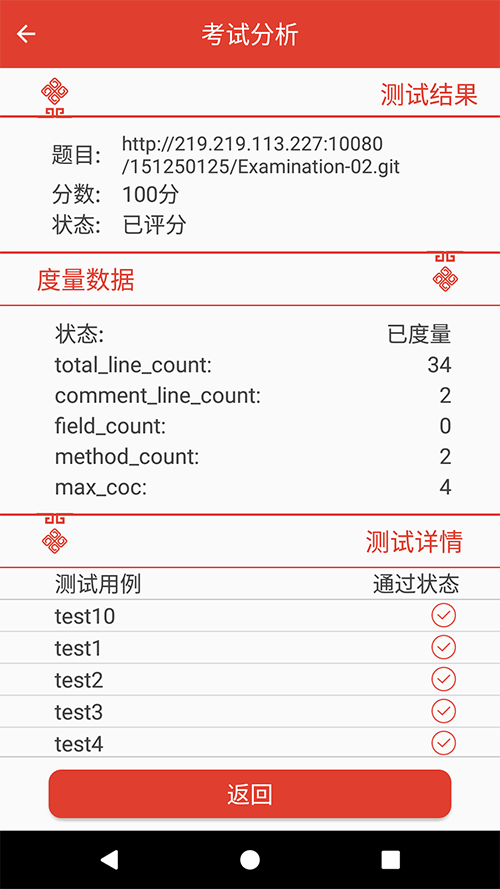 考试分析
测试结果
题目: http://219.219.113.227:10080
/151250125/Examination-02.git
分数: 100分
状态: 已评分
度量数据
状态: 已度量
total_line_count: 34
comment_line_count: 2
field_count: 0
method_count: 2
max_coc: 4
测试详情
测试用例 通过状态
test10
test1
test2
test3
test4
返回